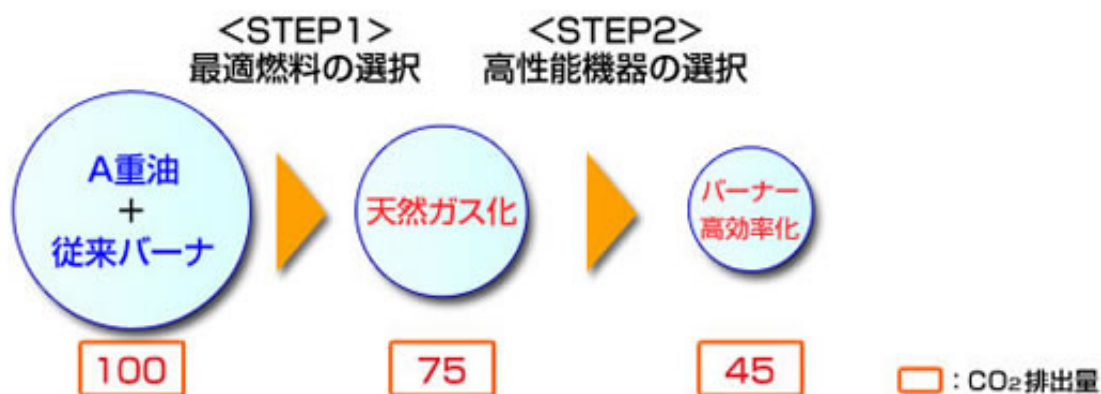 <STEP1>
最適燃料の選択
<STEP2>
高性能機器の選択
A重油
+
従来バーナ
天然ガス化
バーナー
高効率化
100
75
45
：CO₂排出量